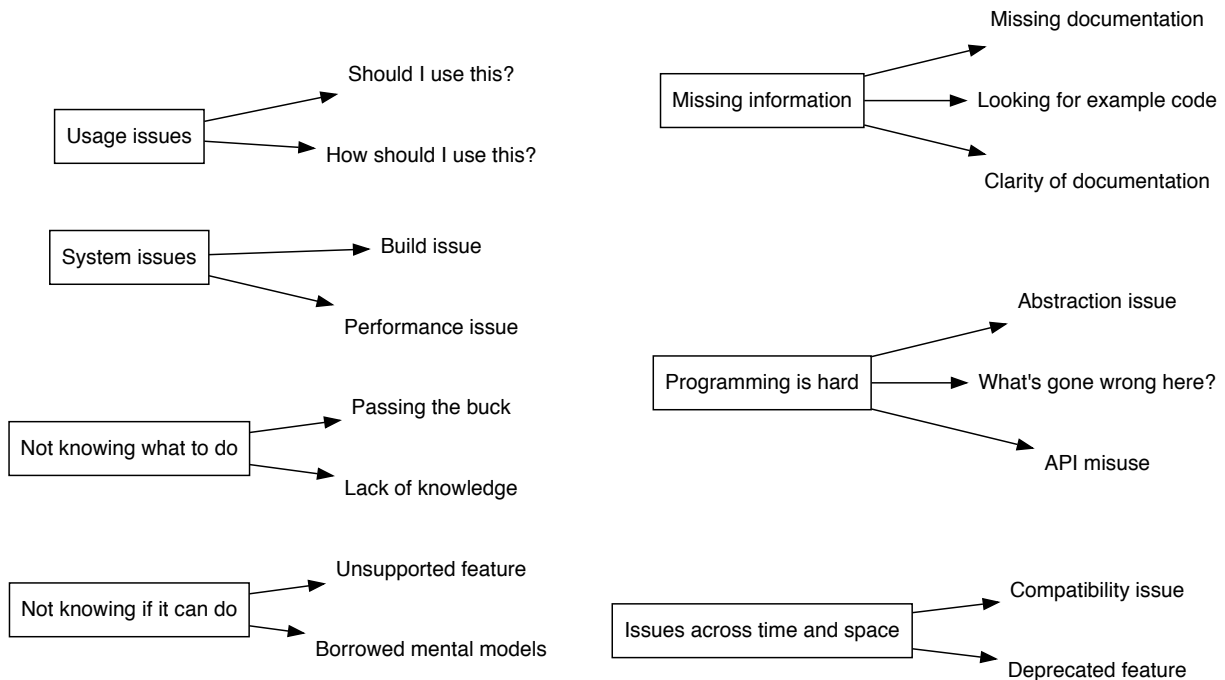 Usage issues
Should I use this?
How should I use this?
System issues
Build issue
Performance issue
Not knowing what to do
Passing the buck
Lack of knowledge
Not knowing if it can do
Unsupported feature
Borrowed mental models
Missing information
Missing documentation
Looking for example code
Clarity of documentation
Programming is hard
Abstraction issue
What's gone wrong here?
API misuse
Issues across time and space
Compatibility issue
Deprecated feature